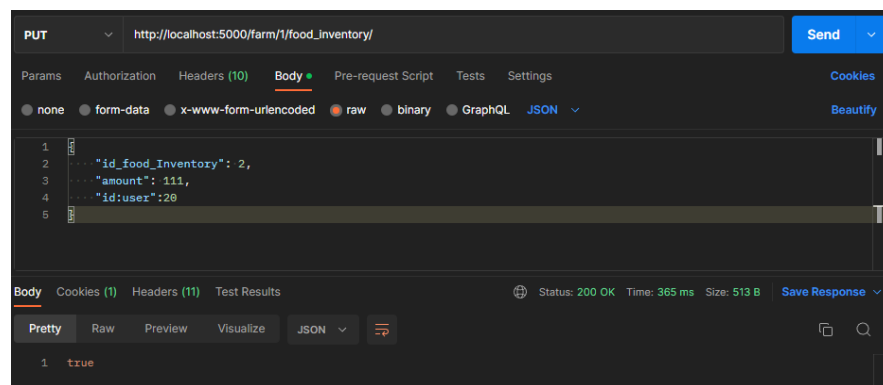 PUT http://localhost:5000/farm/1/food_inventory/ Send
Params Authorization Headers (10) Body Pre-request Script Tests Settings Cookies
none form-data x-www-form-urlencoded raw binary GraphQL JSON Beautify
1 {
2 "id_food_Inventory": 2,
3 "amount": 111,
4 "id:user":20
5 }
Body Cookies (1) Headers (11) Test Results Status: 200 OK Time: 365 ms Size: 513 B Save Response
Pretty Raw Preview Visualize JSON
1 true